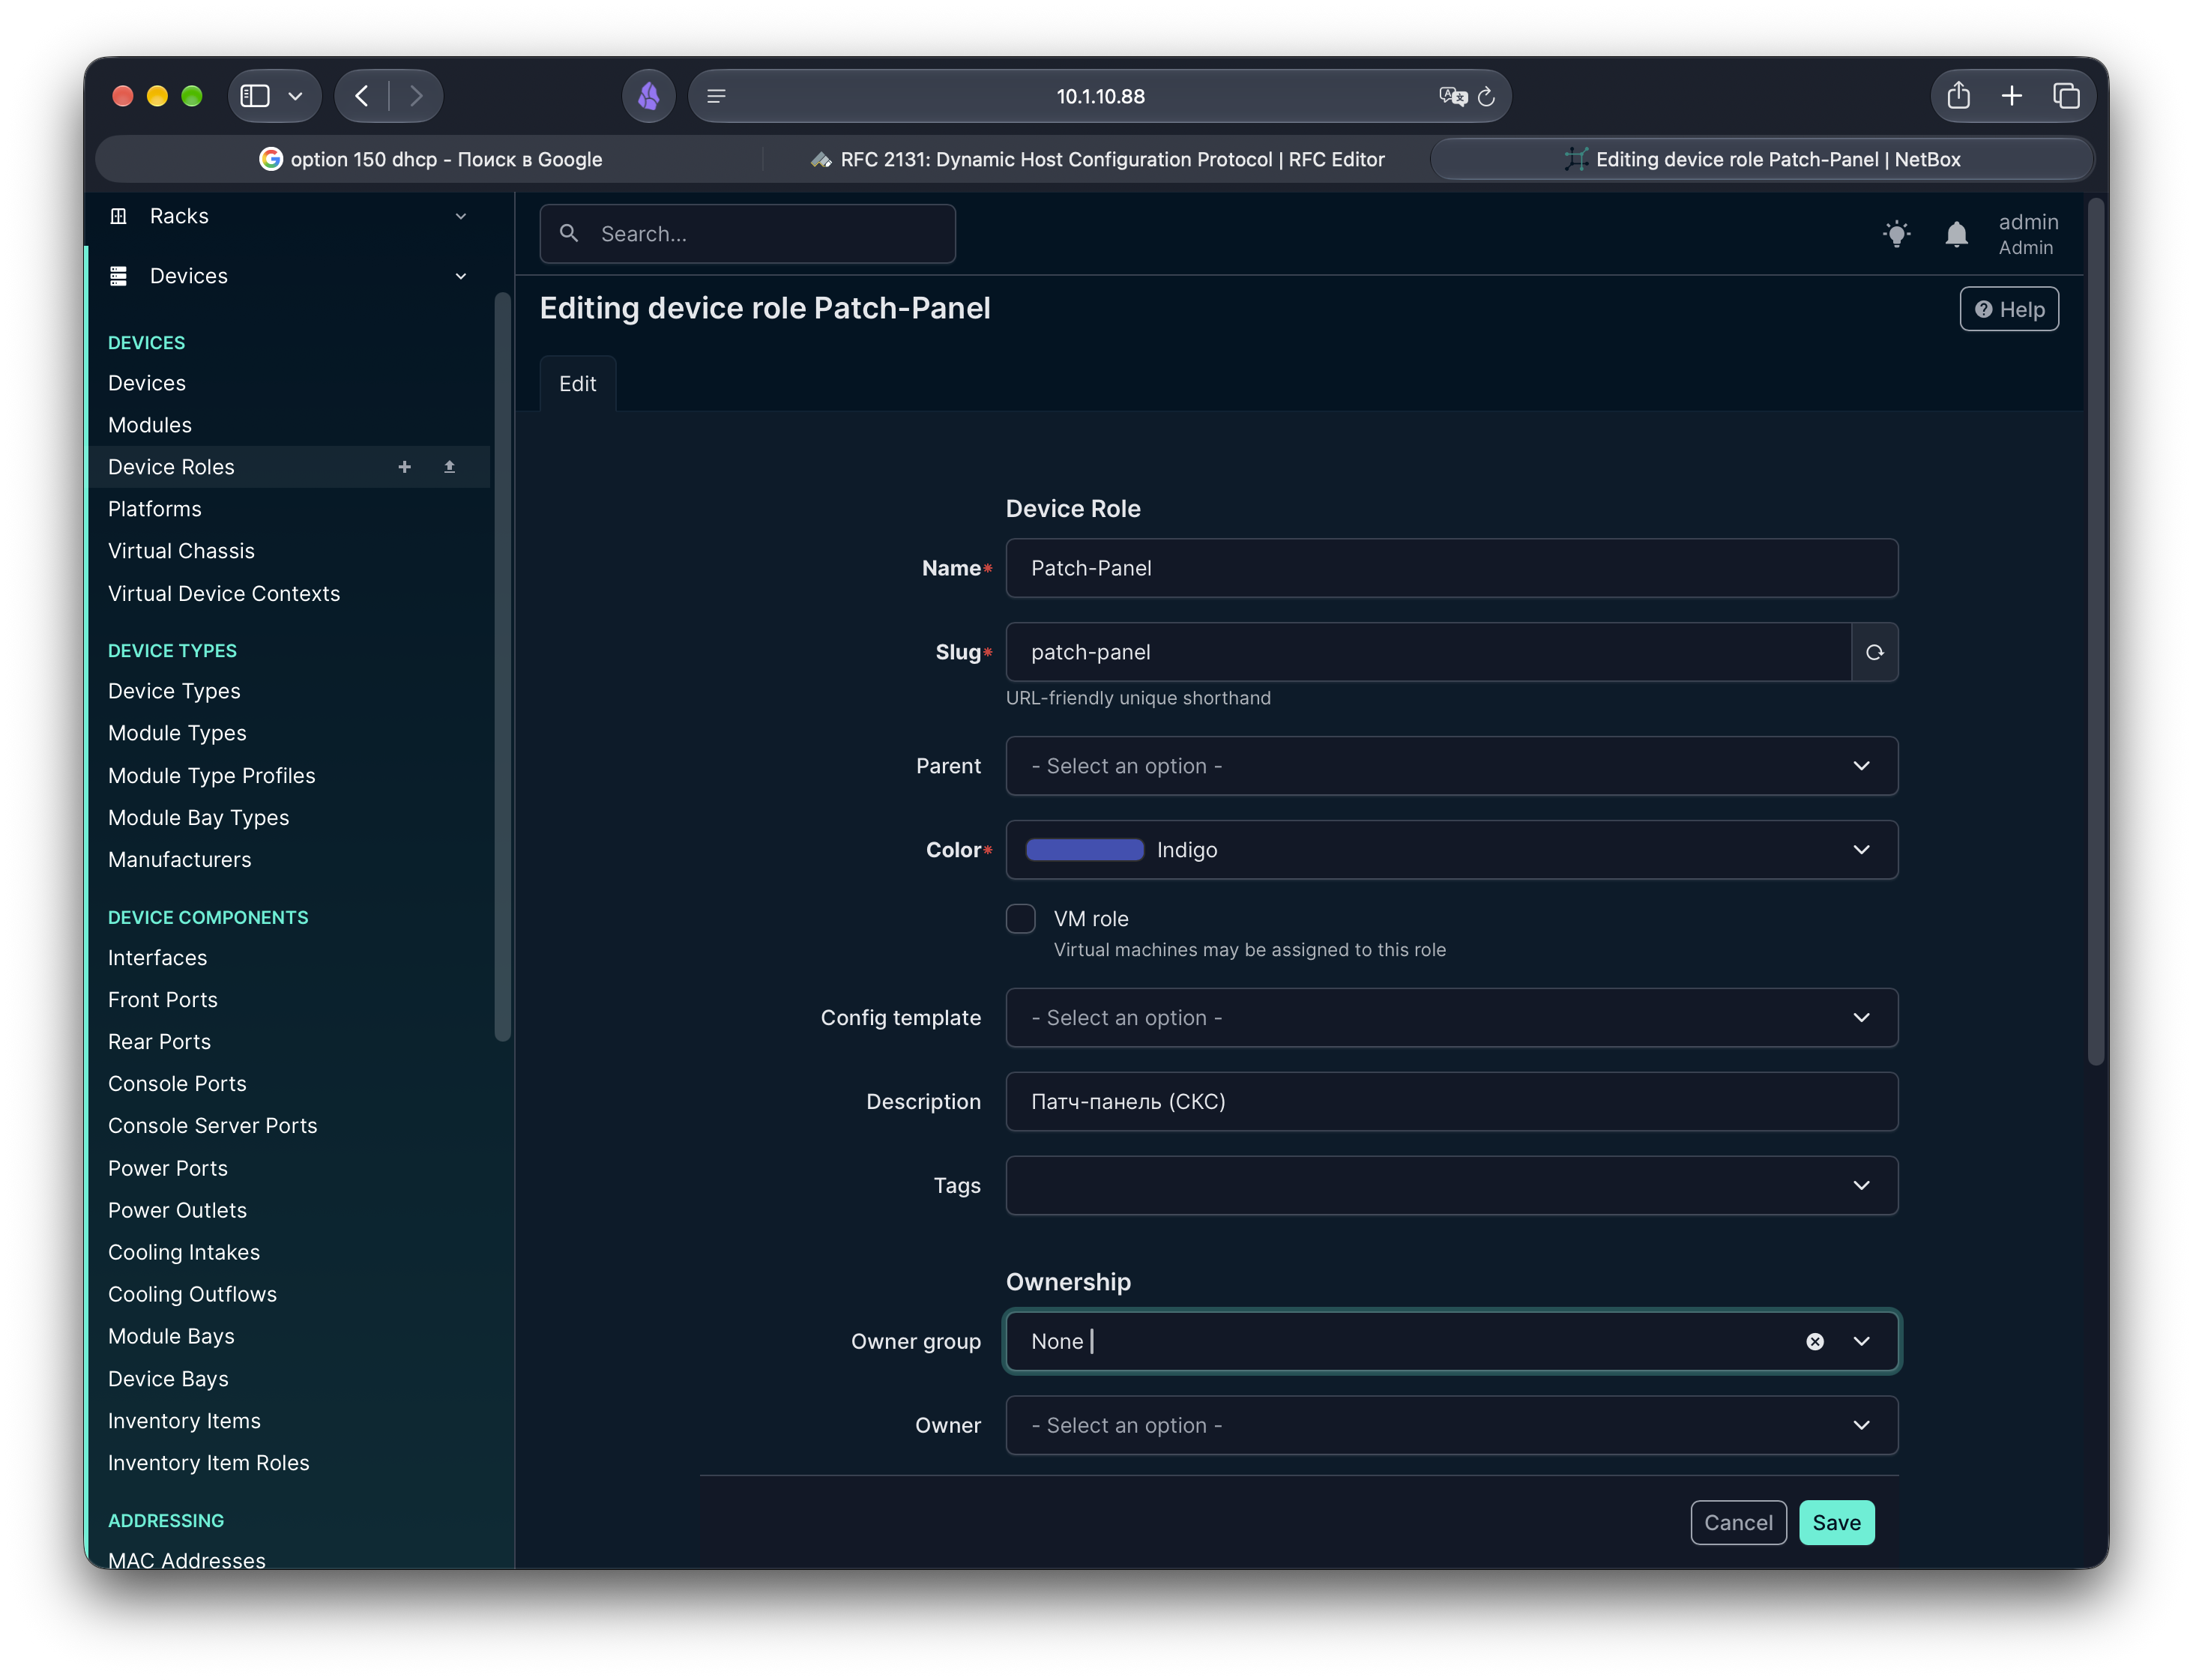 10.1.10.88
option 150 dhcp - Поиск в Google
RFC 2131: Dynamic Host Configuration Protocol | RFC Editor
Editing device role Patch-Panel | NetBox
Racks
Devices
DEVICES
Devices
Modules
Device Roles
Platforms
Virtual Chassis
Virtual Device Contexts
DEVICE TYPES
Device Types
Module Types
Module Type Profiles
Module Bay Types
Manufacturers
DEVICE COMPONENTS
Interfaces
Front Ports
Rear Ports
Console Ports
Console Server Ports
Power Ports
Power Outlets
Cooling Intakes
Cooling Outflows
Module Bays
Device Bays
Inventory Items
Inventory Item Roles
ADDRESSING
MAC Addresses
Search...
admin
Admin
Editing device role Patch-Panel
Help
Edit
Device Role
Name* Patch-Panel
Slug* patch-panel
URL-friendly unique shorthand
Parent - Select an option -
Color* Indigo
VM role
Virtual machines may be assigned to this role
Config template - Select an option -
Description Патч-панель (СКС)
Tags
Ownership
Owner group None
Owner - Select an option -
Cancel Save